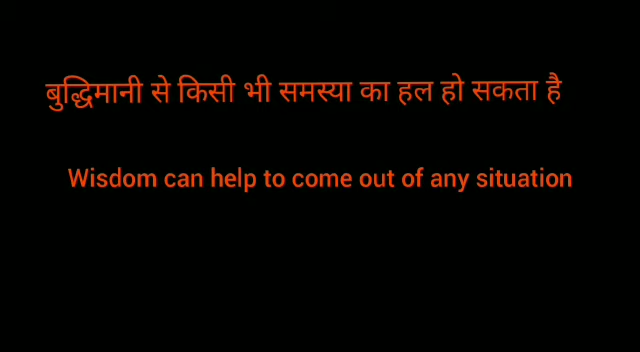 बुद्धिमानी से किसी भी समस्या का हल हो सकता है
Wisdom can help to come out of any situation